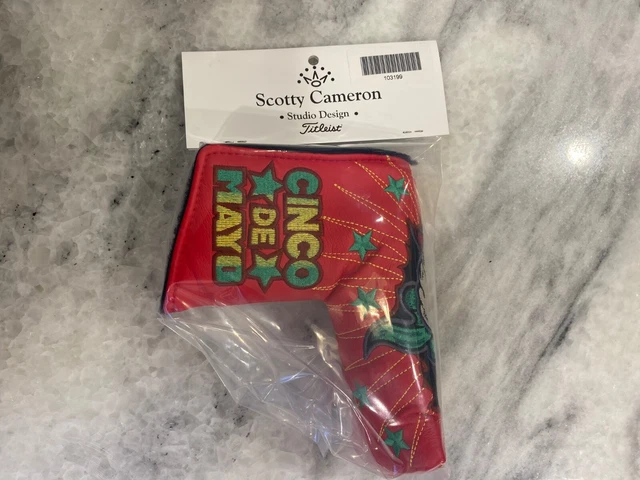 103199
Scotty Cameron
• Studio Design •
Titleist
CINCO
DE
MAYO